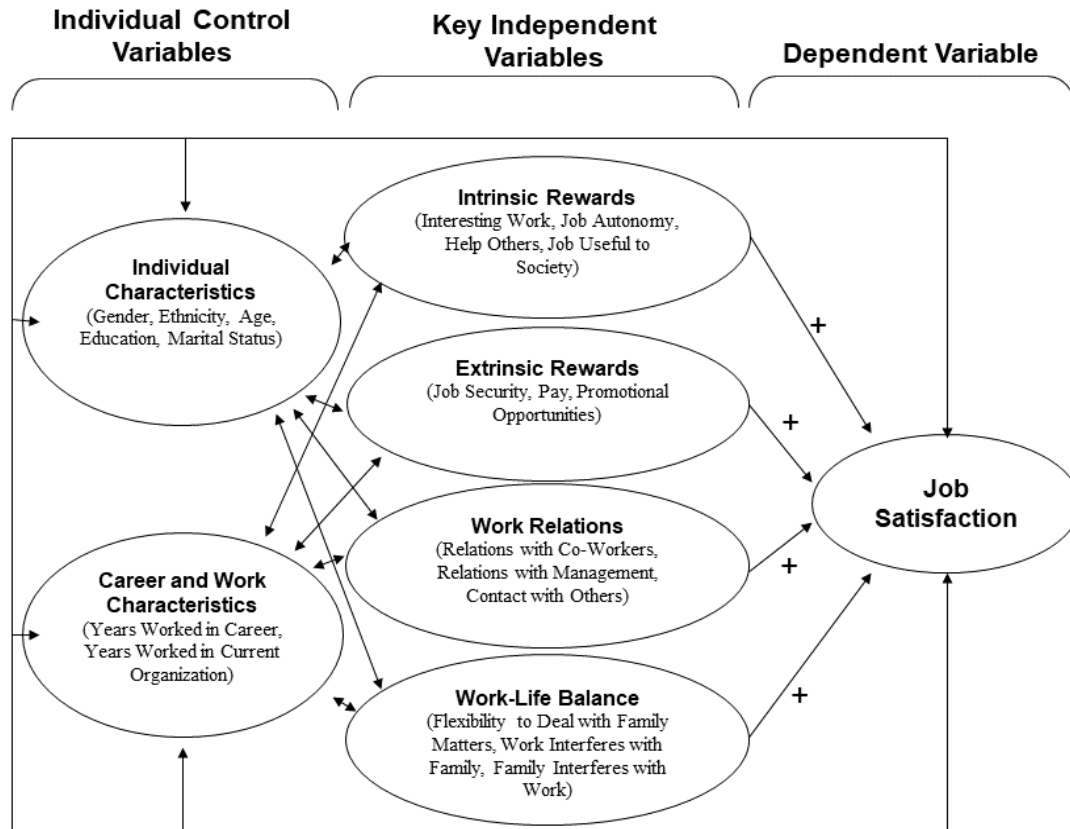 Individual Control
Variables
Key Independent
Variables
Dependent Variable
Individual
Characteristics
(Gender, Ethnicity, Age,
Education, Marital Status)
Career and Work
Characteristics
(Years Worked in Career,
Years Worked in Current
Organization)
Intrinsic Rewards
(Interesting Work, Job Autonomy,
Help Others, Job Useful to
Society)
Extrinsic Rewards
(Job Security, Pay, Promotional
Opportunities)
Work Relations
(Relations with Co-Workers,
Relations with Management,
Contact with Others)
Work-Life Balance
(Flexibility to Deal with Family
Matters, Work Interferes with
Family, Family Interferes with
Work)
+
+
+
+
Job
Satisfaction